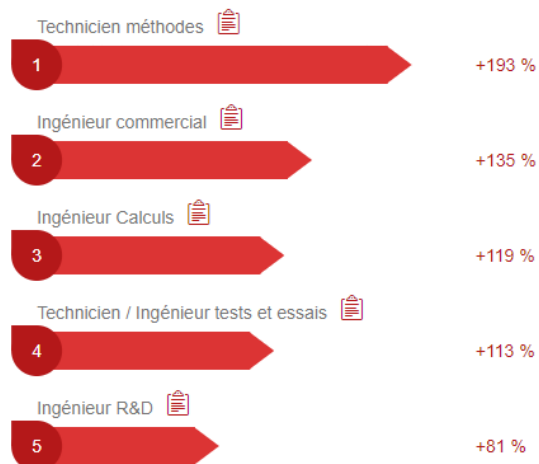 Technicien méthodes
1 +193 %
Ingénieur commercial
2 +135 %
Ingénieur Calculs
3 +119 %
Technicien / Ingénieur tests et essais
4 +113 %
Ingénieur R&D
5 +81 %